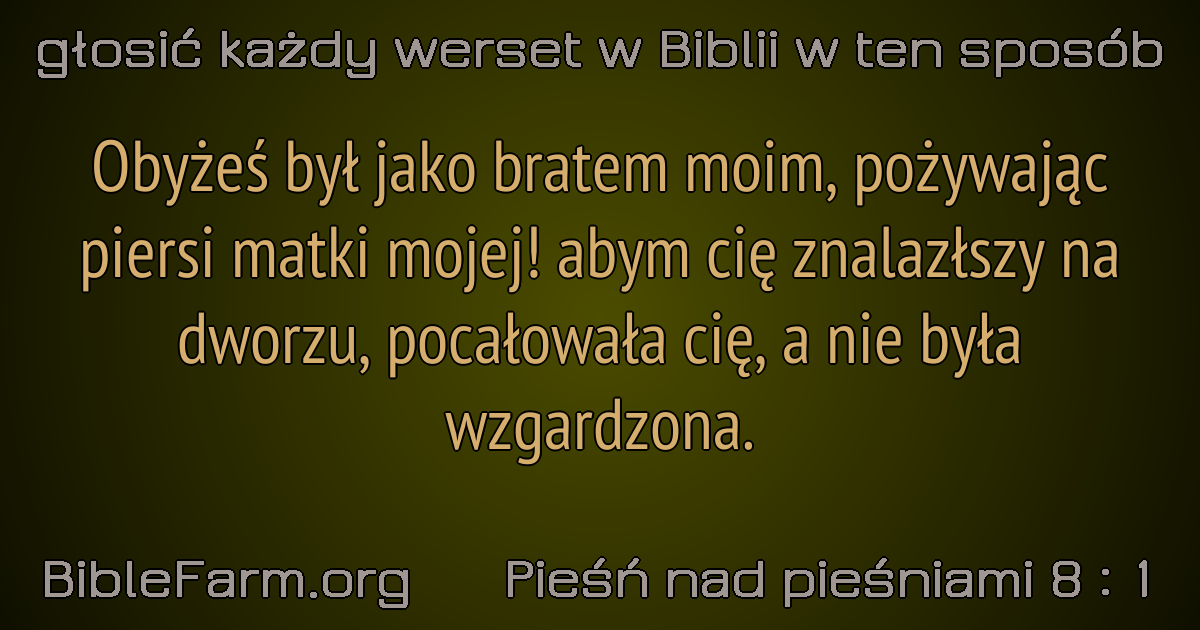 głosić każdy werset w Biblii w ten sposób
Obyżeś był jako bratem moim, pożywając
piersi matki mojej! abym cię znalazłszy na
dworzu, pocałowała cię, a nie była
wzgardzona.
BibleFarm.org Pieśń nad pieśniami 8 : 1